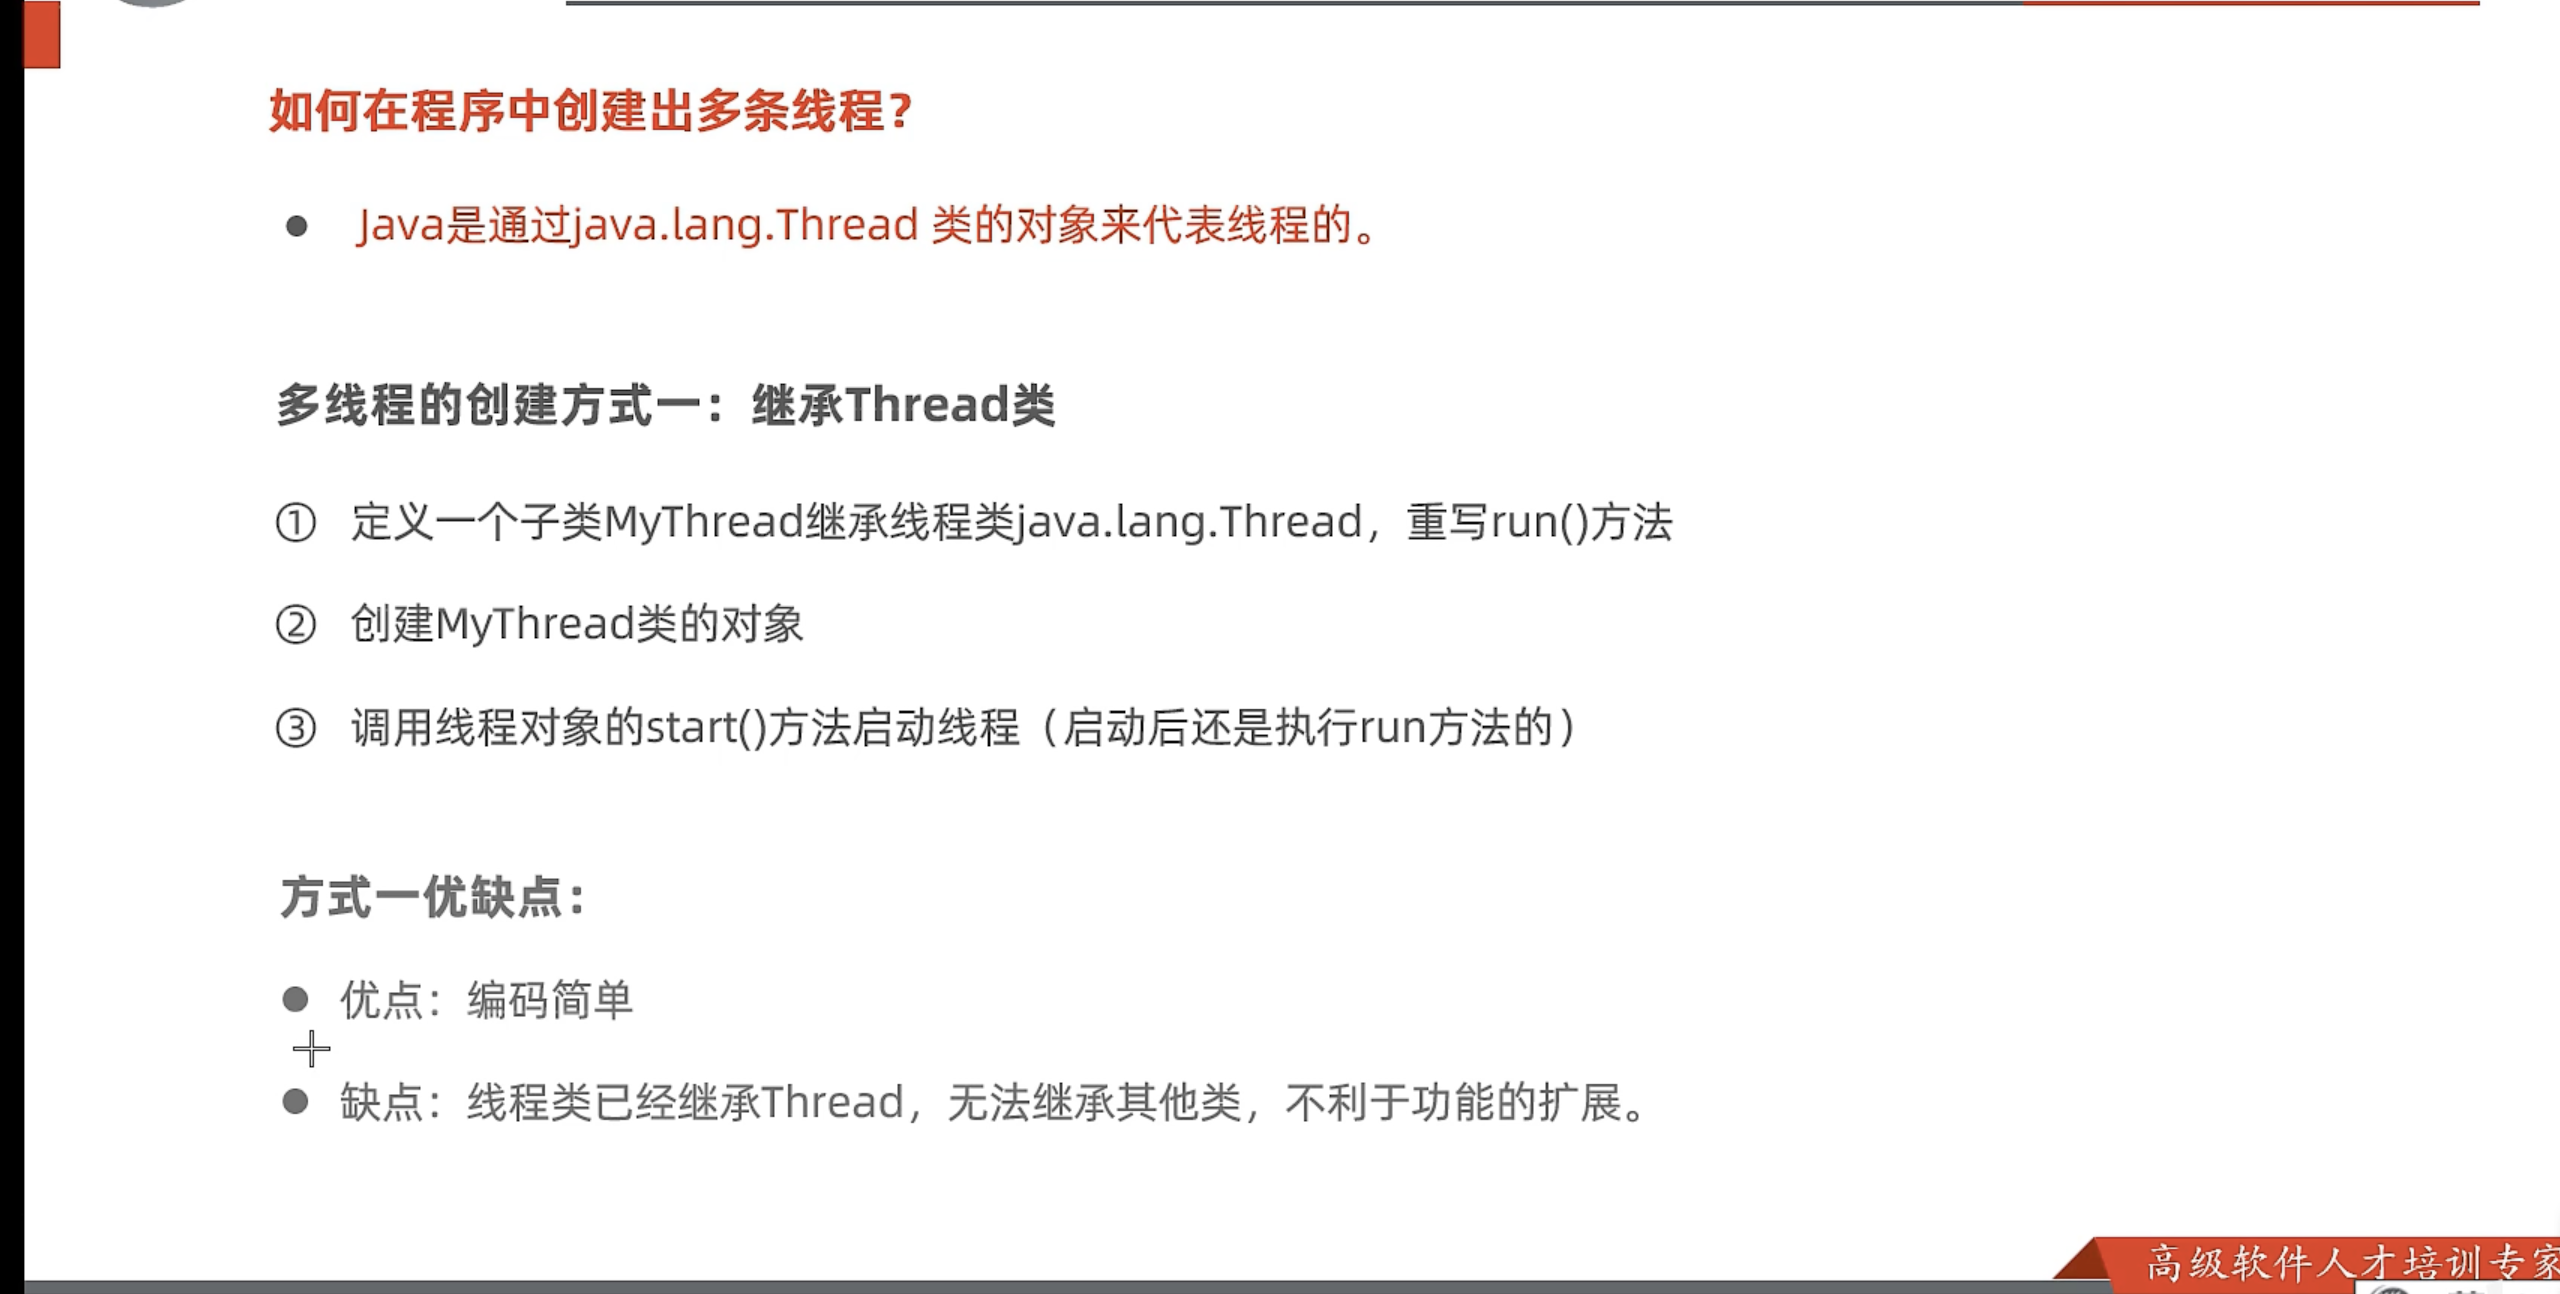 如何在程序中创建出多条线程？
● Java是通过java.lang.Thread 类的对象来代表线程的。
多线程的创建方式一：继承Thread类
① 定义一个子类MyThread继承线程类java.lang.Thread，重写run()方法
② 创建MyThread类的对象
③ 调用线程对象的start()方法启动线程（启动后还是执行run方法的）
方式一优缺点：
● 优点：编码简单
● 缺点：线程类已经继承Thread，无法继承其他类，不利于功能的扩展。
高级软件人才培训专家